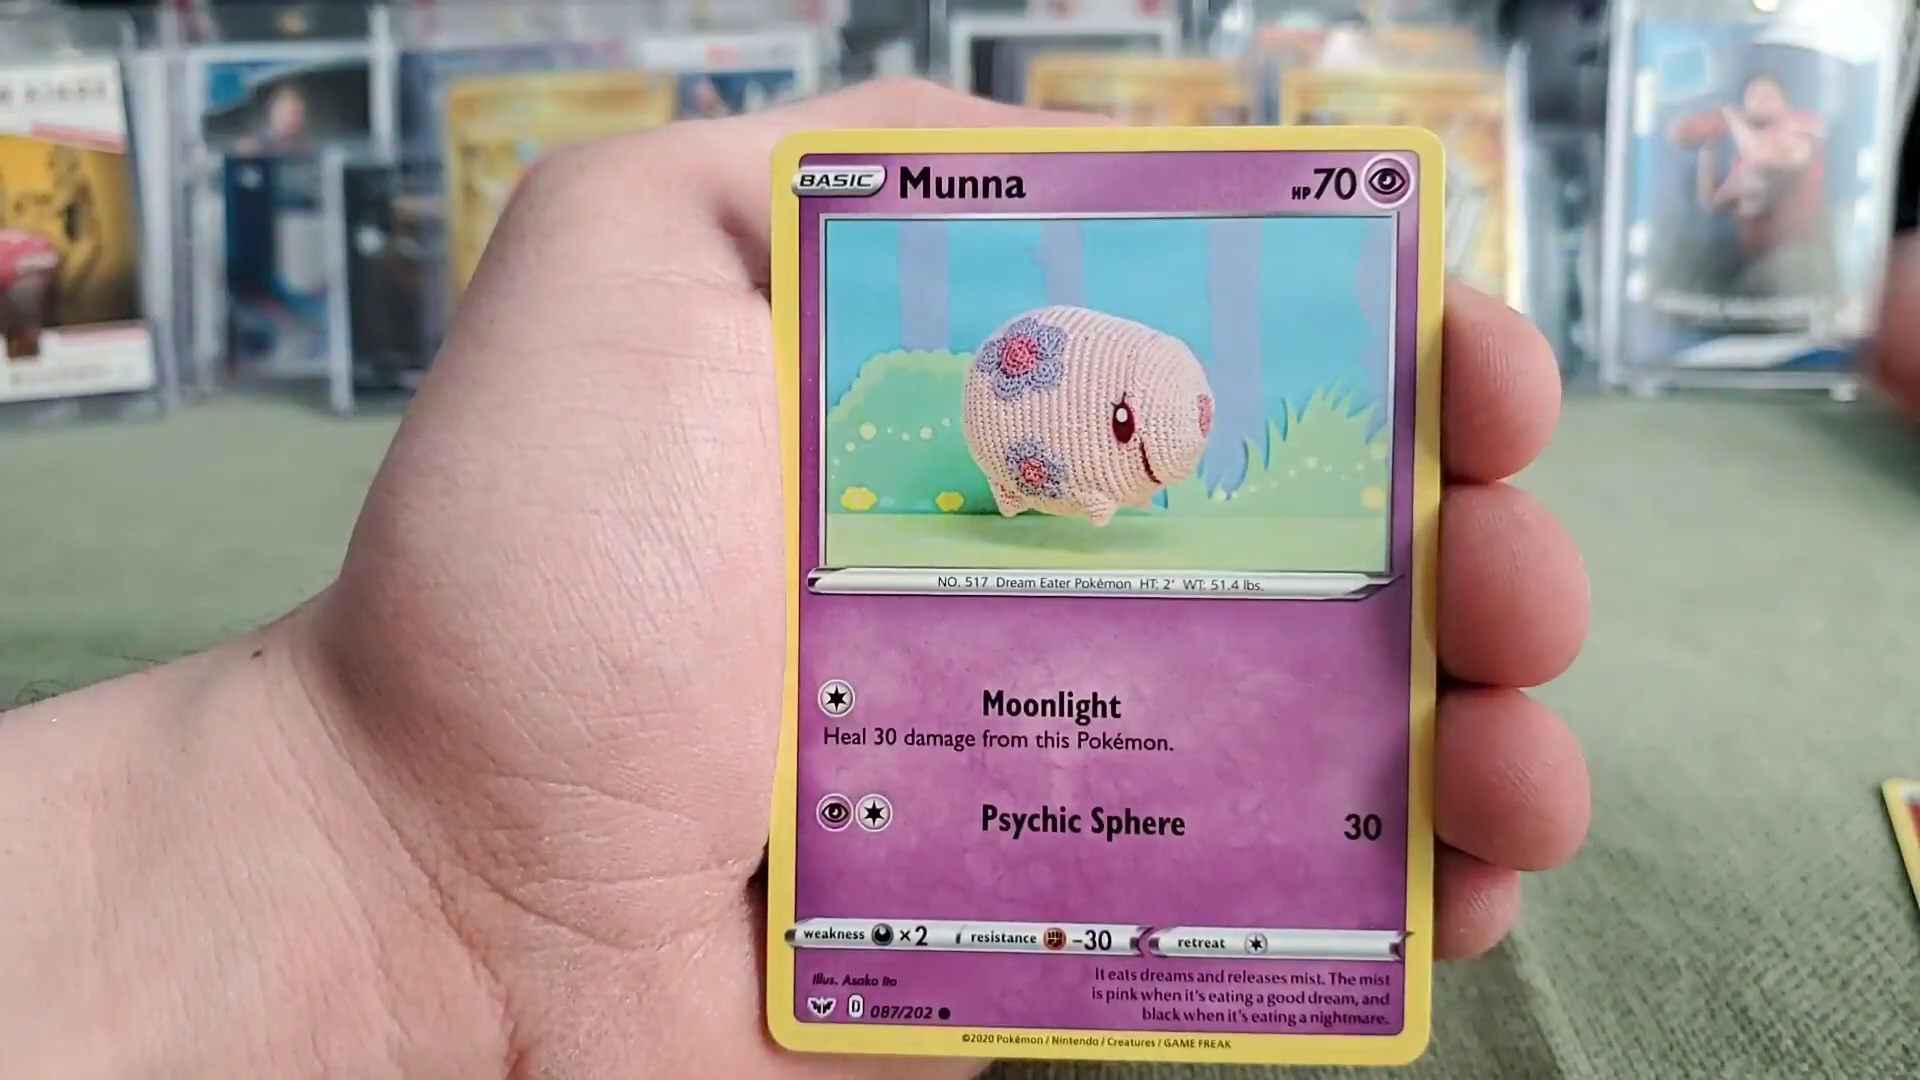 BASIC Munna HP 70
NO. 517 Dream Eater Pokémon HT: 2' WT: 51.4 lbs.
Moonlight
Heal 30 damage from this Pokémon.
Psychic Sphere 30
weakness ×2 resistance -30 retreat
Illus. Asako Ito
It eats dreams and releases mist. The mist
is pink when it's eating a good dream, and
black when it's eating a nightmare.
D 087/202
©2020 Pokémon / Nintendo / Creatures / GAME FREAK